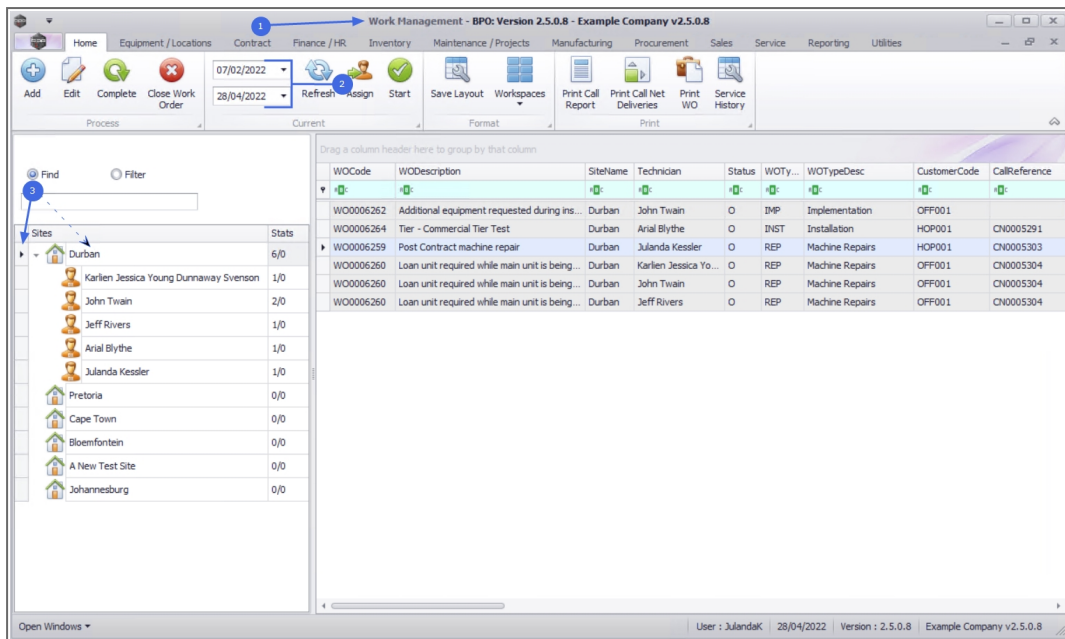 Work Management - BPO: Version 2.5.0.8 - Example Company v2.5.0.8
1
Home Equipment / Locations Contract Finance / HR Inventory Maintenance / Projects Manufacturing Procurement Sales Service Reporting Utilities
Add Edit Complete Close Work Order
07/02/2022
28/04/2022
2
Refresh Assign Start Save Layout Workspaces Print Call Report Print Call Net Deliveries Print WO Service History
Process Current Format Print
Drag a column header here to group by that column
Find Filter
3
Sites Stats
Durban 6/0
Karlien Jessica Young Dunnaway Svenson 1/0
John Twain 2/0
Jeff Rivers 1/0
Arial Blythe 1/0
Julanda Kessler 1/0
Pretoria 0/0
Cape Town 0/0
Bloemfontein 0/0
A New Test Site 0/0
Johannesburg 0/0
WOCode WODescription SiteName Technician Status WOTy... WOTypeDesc CustomerCode CallReference
WO0006262 Additional equipment requested during ins... Durban John Twain O IMP Implementation OFF001
WO0006264 Tier - Commercial Tier Test Durban Arial Blythe O INST Installation HOP001 CN0005291
WO0006259 Post Contract machine repair Durban Julanda Kessler O REP Machine Repairs HOP001 CN0005303
WO0006260 Loan unit required while main unit is being... Durban Karlien Jessica Yo... O REP Machine Repairs OFF001 CN0005304
WO0006260 Loan unit required while main unit is being... Durban John Twain O REP Machine Repairs OFF001 CN0005304
WO0006260 Loan unit required while main unit is being... Durban Jeff Rivers O REP Machine Repairs OFF001 CN0005304
Open Windows User : JulandaK 28/04/2022 Version : 2.5.0.8 Example Company v2.5.0.8